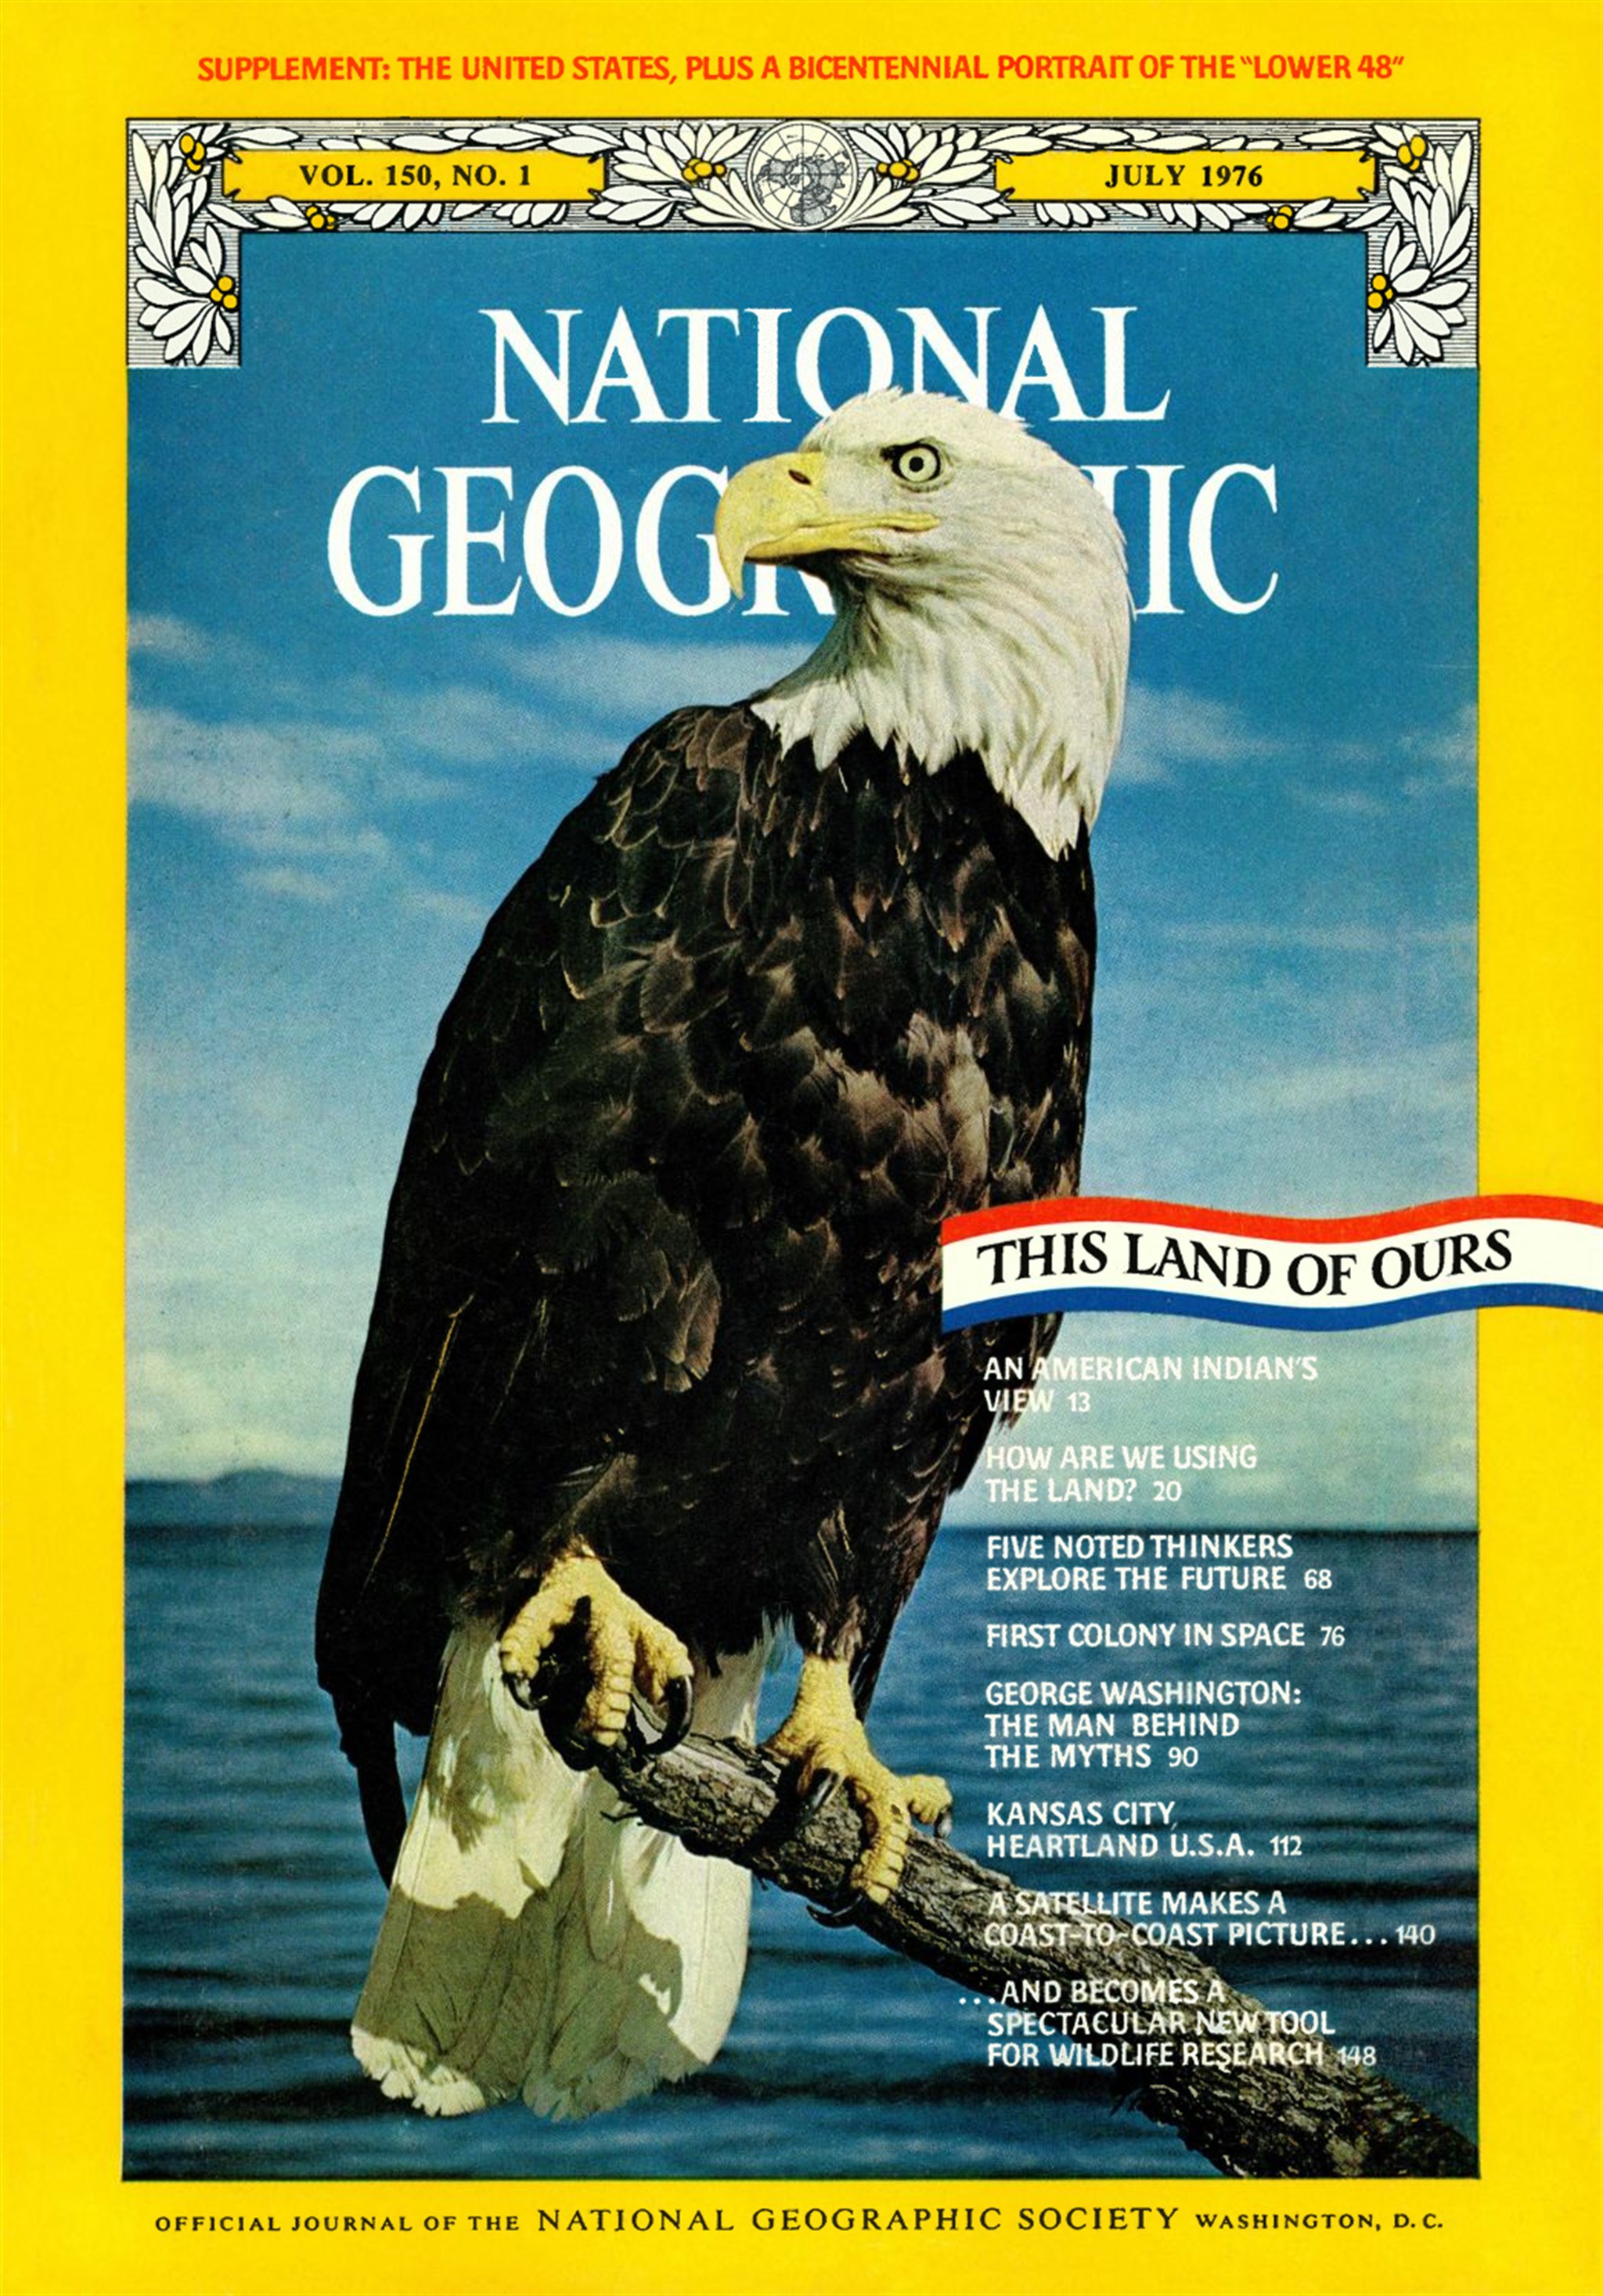 SUPPLEMENT: THE UNITED STATES, PLUS A BICENTENNIAL PORTRAIT OF THE "LOWER 48"
VOL. 150, NO. 1
JULY 1976
NATIONAL
GEOGRAPHIC
THIS LAND OF OURS
AN AMERICAN INDIAN'S
VIEW 13
HOW ARE WE USING
THE LAND? 20
FIVE NOTED THINKERS
EXPLORE THE FUTURE 68
FIRST COLONY IN SPACE 76
GEORGE WASHINGTON:
THE MAN BEHIND
THE MYTHS 90
KANSAS CITY,
HEARTLAND U.S.A. 112
A SATELLITE MAKES A
COAST-TO-COAST PICTURE... 140
...AND BECOMES A
SPECTACULAR NEW TOOL
FOR WILDLIFE RESEARCH 148
OFFICIAL JOURNAL OF THE NATIONAL GEOGRAPHIC SOCIETY WASHINGTON, D.C.